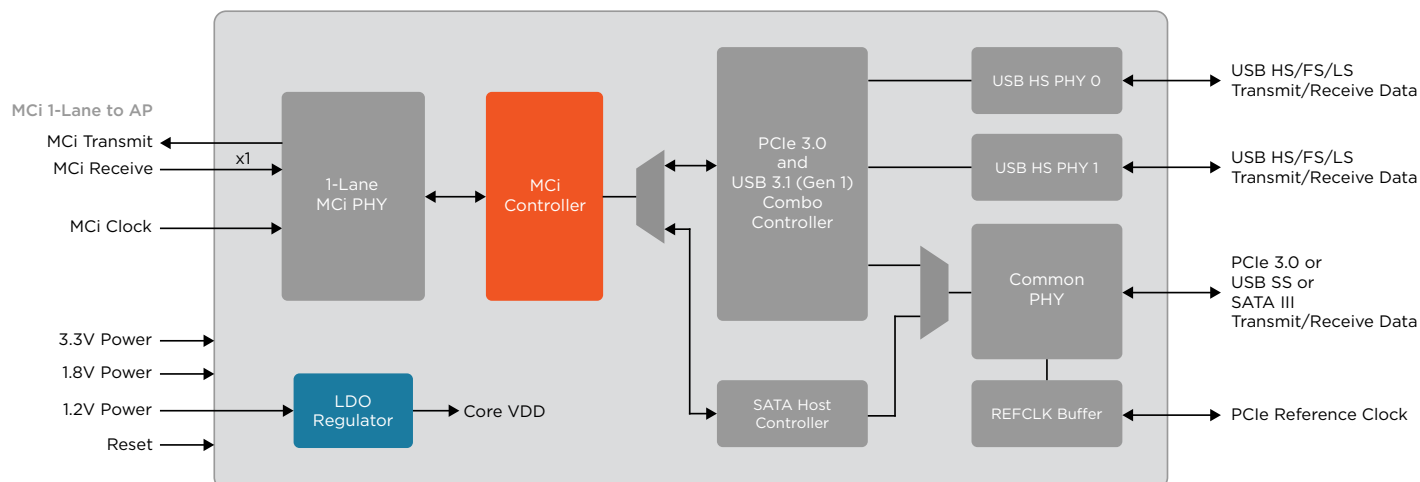 MCi 1-Lane to AP
MCi Transmit
MCi Receive
x1
MCi Clock
3.3V Power
1.8V Power
1.2V Power
Reset
1-Lane
MCi PHY
LDO
Regulator
Core VDD
MCi
Controller
PCIe 3.0
and
USB 3.1 (Gen 1)
Combo
Controller
SATA Host
Controller
USB HS PHY 0
USB HS PHY 1
Common
PHY
REFCLK Buffer
USB HS/FS/LS
Transmit/Receive Data
USB HS/FS/LS
Transmit/Receive Data
PCIe 3.0 or
USB SS or
SATA III
Transmit/Receive Data
PCIe Reference Clock